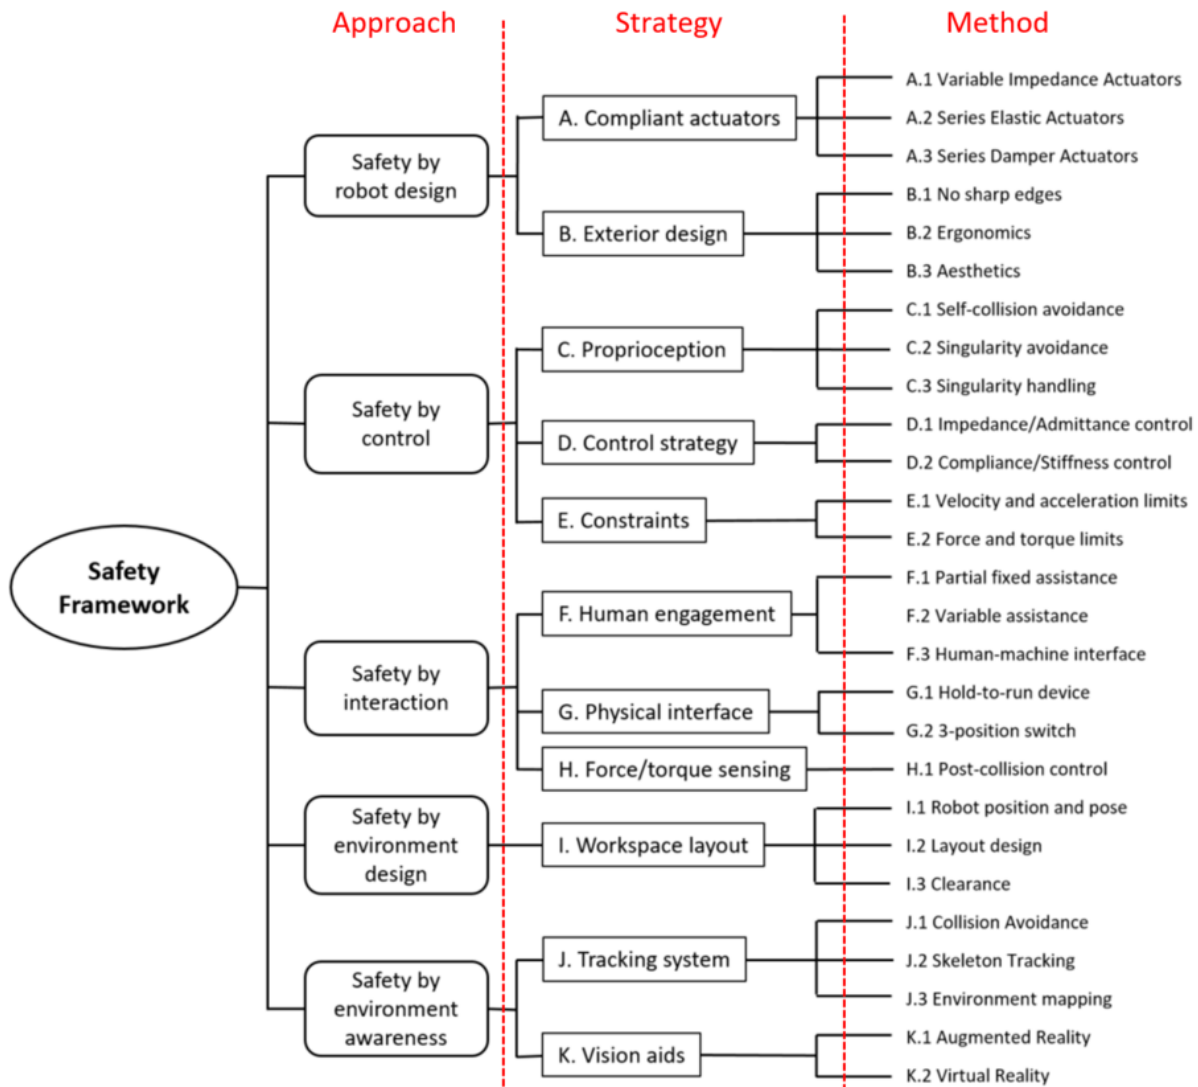 Approach
Strategy
Method
Safety
Framework
Safety by
robot design
A. Compliant actuators
A.1 Variable Impedance Actuators
A.2 Series Elastic Actuators
A.3 Series Damper Actuators
B. Exterior design
B.1 No sharp edges
B.2 Ergonomics
B.3 Aesthetics
Safety by
control
C. Proprioception
C.1 Self-collision avoidance
C.2 Singularity avoidance
C.3 Singularity handling
D. Control strategy
D.1 Impedance/Admittance control
D.2 Compliance/Stiffness control
E. Constraints
E.1 Velocity and acceleration limits
E.2 Force and torque limits
Safety by
interaction
F. Human engagement
F.1 Partial fixed assistance
F.2 Variable assistance
F.3 Human-machine interface
G. Physical interface
G.1 Hold-to-run device
G.2 3-position switch
H. Force/torque sensing
H.1 Post-collision control
Safety by
environment
design
I. Workspace layout
I.1 Robot position and pose
I.2 Layout design
I.3 Clearance
Safety by
environment
awareness
J. Tracking system
J.1 Collision Avoidance
J.2 Skeleton Tracking
J.3 Environment mapping
K. Vision aids
K.1 Augmented Reality
K.2 Virtual Reality